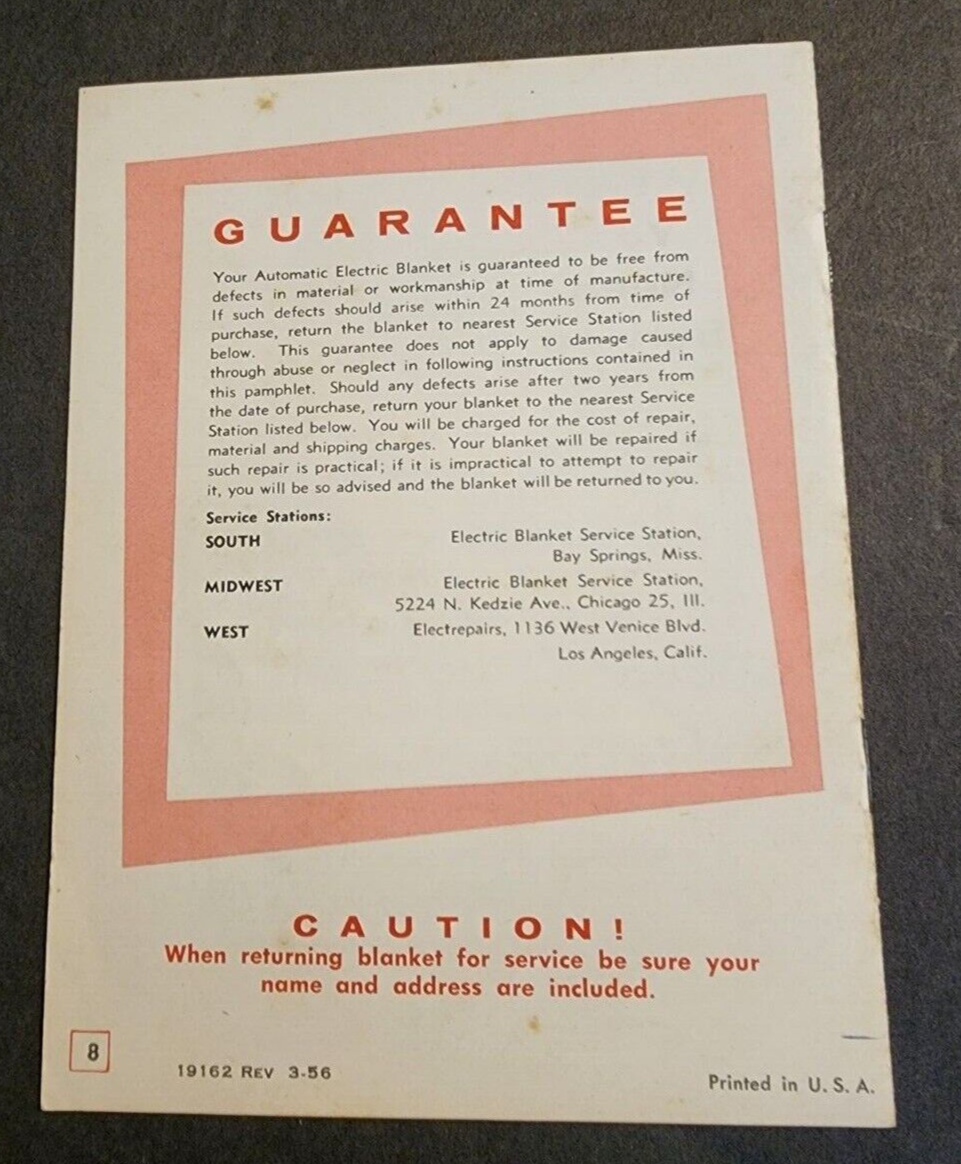 GUARANTEE
Your Automatic Electric Blanket is guaranteed to be free from
defects in material or workmanship at time of manufacture.
If such defects should arise within 24 months from time of
purchase, return the blanket to nearest Service Station listed
below. This guarantee does not apply to damage caused
through abuse or neglect in following instructions contained in
this pamphlet. Should any defects arise after two years from
the date of purchase, return your blanket to the nearest Service
Station listed below. You will be charged for the cost of repair,
material and shipping charges. Your blanket will be repaired if
such repair is practical; if it is impractical to attempt to repair
it, you will be so advised and the blanket will be returned to you.
Service Stations:
SOUTH Electric Blanket Service Station,
Bay Springs, Miss.
MIDWEST Electric Blanket Service Station,
5224 N. Kedzie Ave., Chicago 25, Ill.
WEST Electrepairs, 1136 West Venice Blvd.
Los Angeles, Calif.
CAUTION!
When returning blanket for service be sure your
name and address are included.
8
19162 REV 3-56
Printed in U. S. A.